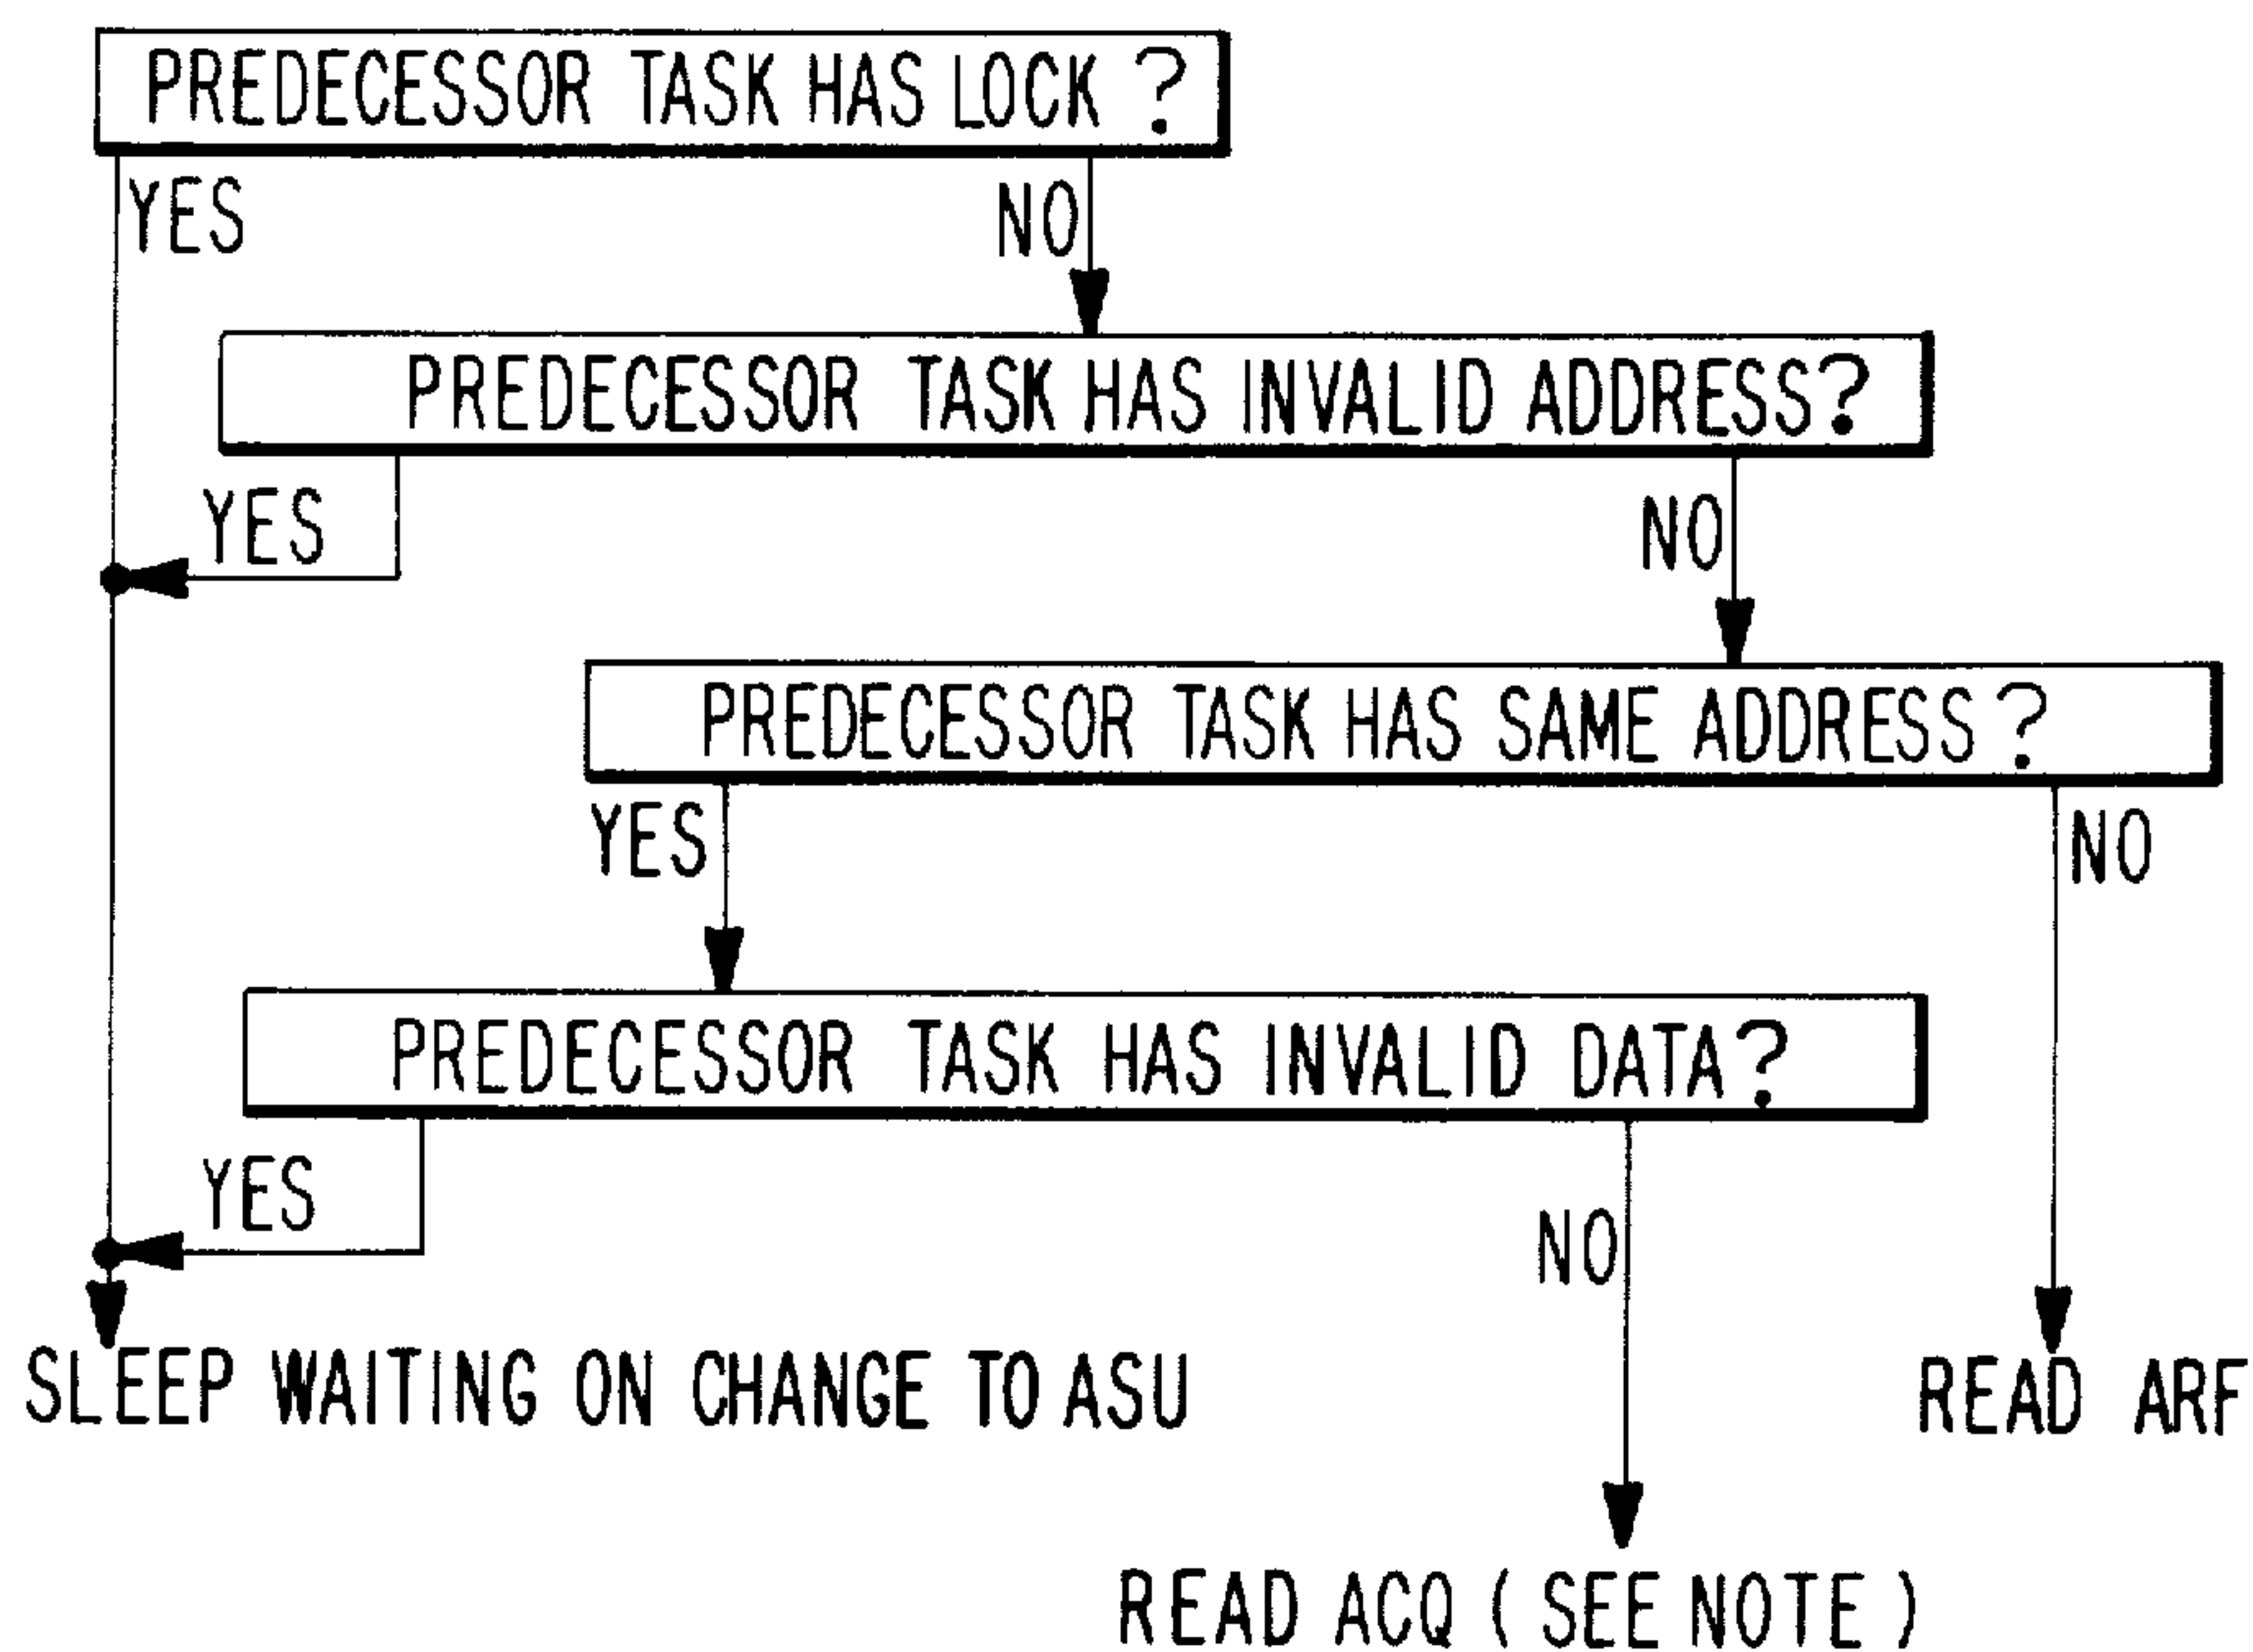 PREDECESSOR TASK HAS LOCK ?
YES
NO
PREDECESSOR TASK HAS INVALID ADDRESS?
YES
NO
PREDECESSOR TASK HAS SAME ADDRESS?
YES
NO
PREDECESSOR TASK HAS INVALID DATA?
YES
NO
SLEEP WAITING ON CHANGE TO ASU
READ ARF
READ ACQ ( SEE NOTE )